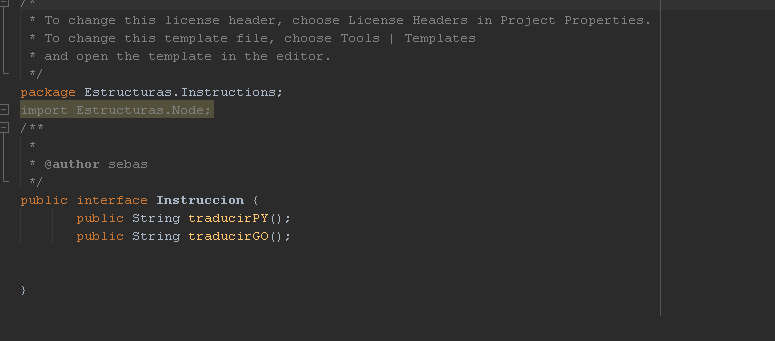 /*
 * To change this license header, choose License Headers in Project Properties.
 * To change this template file, choose Tools | Templates
 * and open the template in the editor.
 */
package Estructuras.Instructions;
import Estructuras.Node;
/**
 *
 * @author sebas
 */
public interface Instruccion {
        public String traducirPY();
        public String traducirGO();
}